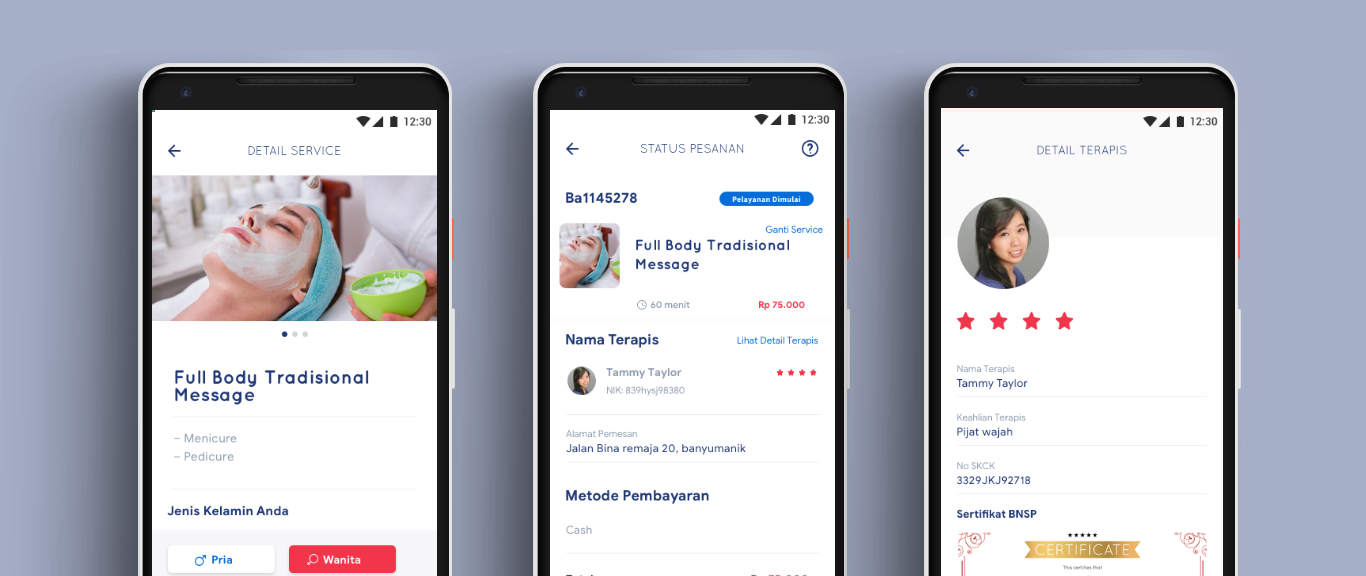 12:30
DETAIL SERVICE
Full Body Tradisional
Message
– Menicure
– Pedicure
Jenis Kelamin Anda
Pria
Wanita
12:30
STATUS PESANAN
Ba1145278
Pelayanan Dimulai
Ganti Service
Full Body Tradisional
Message
60 menit
Rp 75.000
Nama Terapis
Lihat Detail Terapis
Tammy Taylor
NIK: 839hysj98380
Alamat Pemesan
Jalan Bina remaja 20, banyumanik
Metode Pembayaran
Cash
12:30
DETAIL TERAPIS
Nama Terapis
Tammy Taylor
Keahlian Terapis
Pijat wajah
No SKCK
3329JKJ92718
Sertifikat BNSP
CERTIFICATE
This certifies that